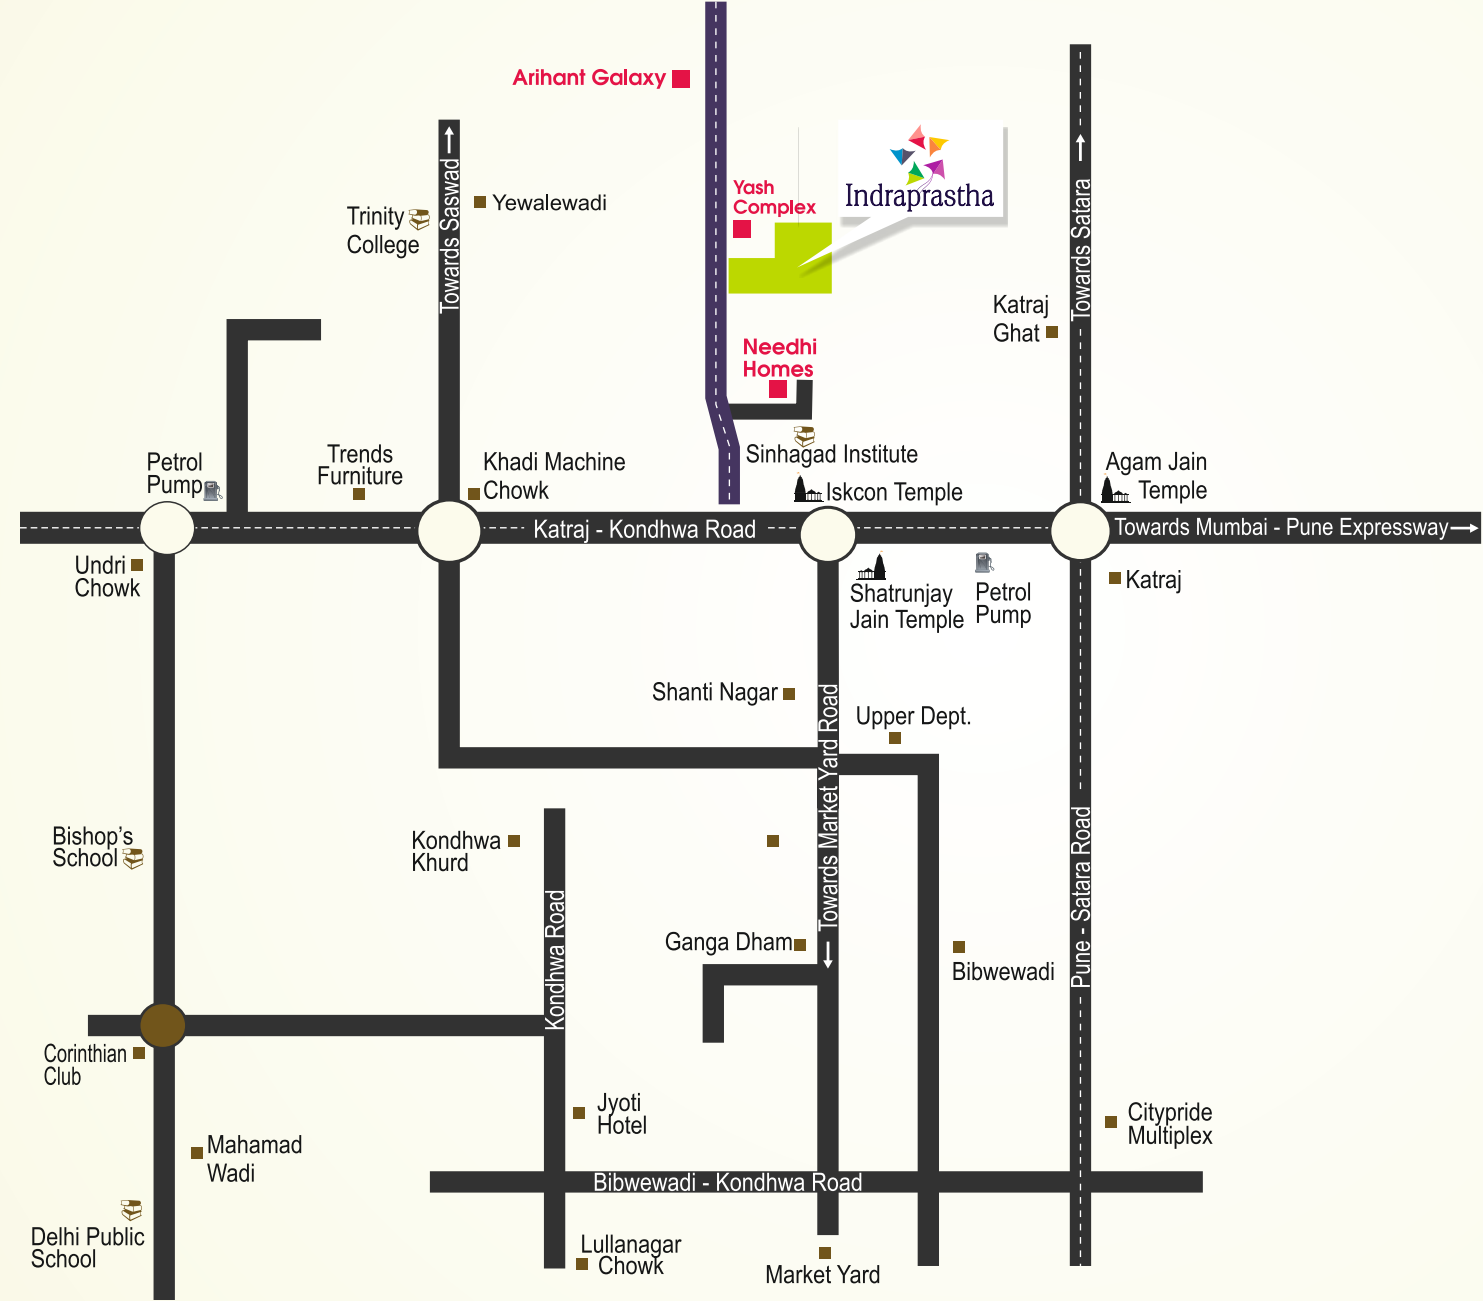 Arihant Galaxy
Yash
Complex
Indraprastha
Towards Saswad
Yewalewadi
Trinity
College
Towards Satara
Katraj
Ghat
Needhi
Homes
Petrol
Pump
Trends
Furniture
Khadi Machine
Chowk
Sinhagad Institute
Iskcon Temple
Agam Jain
Temple
Katraj - Kondhwa Road
Towards Mumbai - Pune Expressway
Undri
Chowk
Shatrunjay
Jain Temple
Petrol
Pump
Katraj
Shanti Nagar
Upper Dept.
Towards Market Yard Road
Bishop's
School
Kondhwa
Khurd
Kondhwa Road
Pune - Satara Road
Ganga Dham
Bibwewadi
Corinthian
Club
Jyoti
Hotel
Citypride
Multiplex
Mahamad
Wadi
Bibwewadi - Kondhwa Road
Delhi Public
School
Lullanagar
Chowk
Market Yard